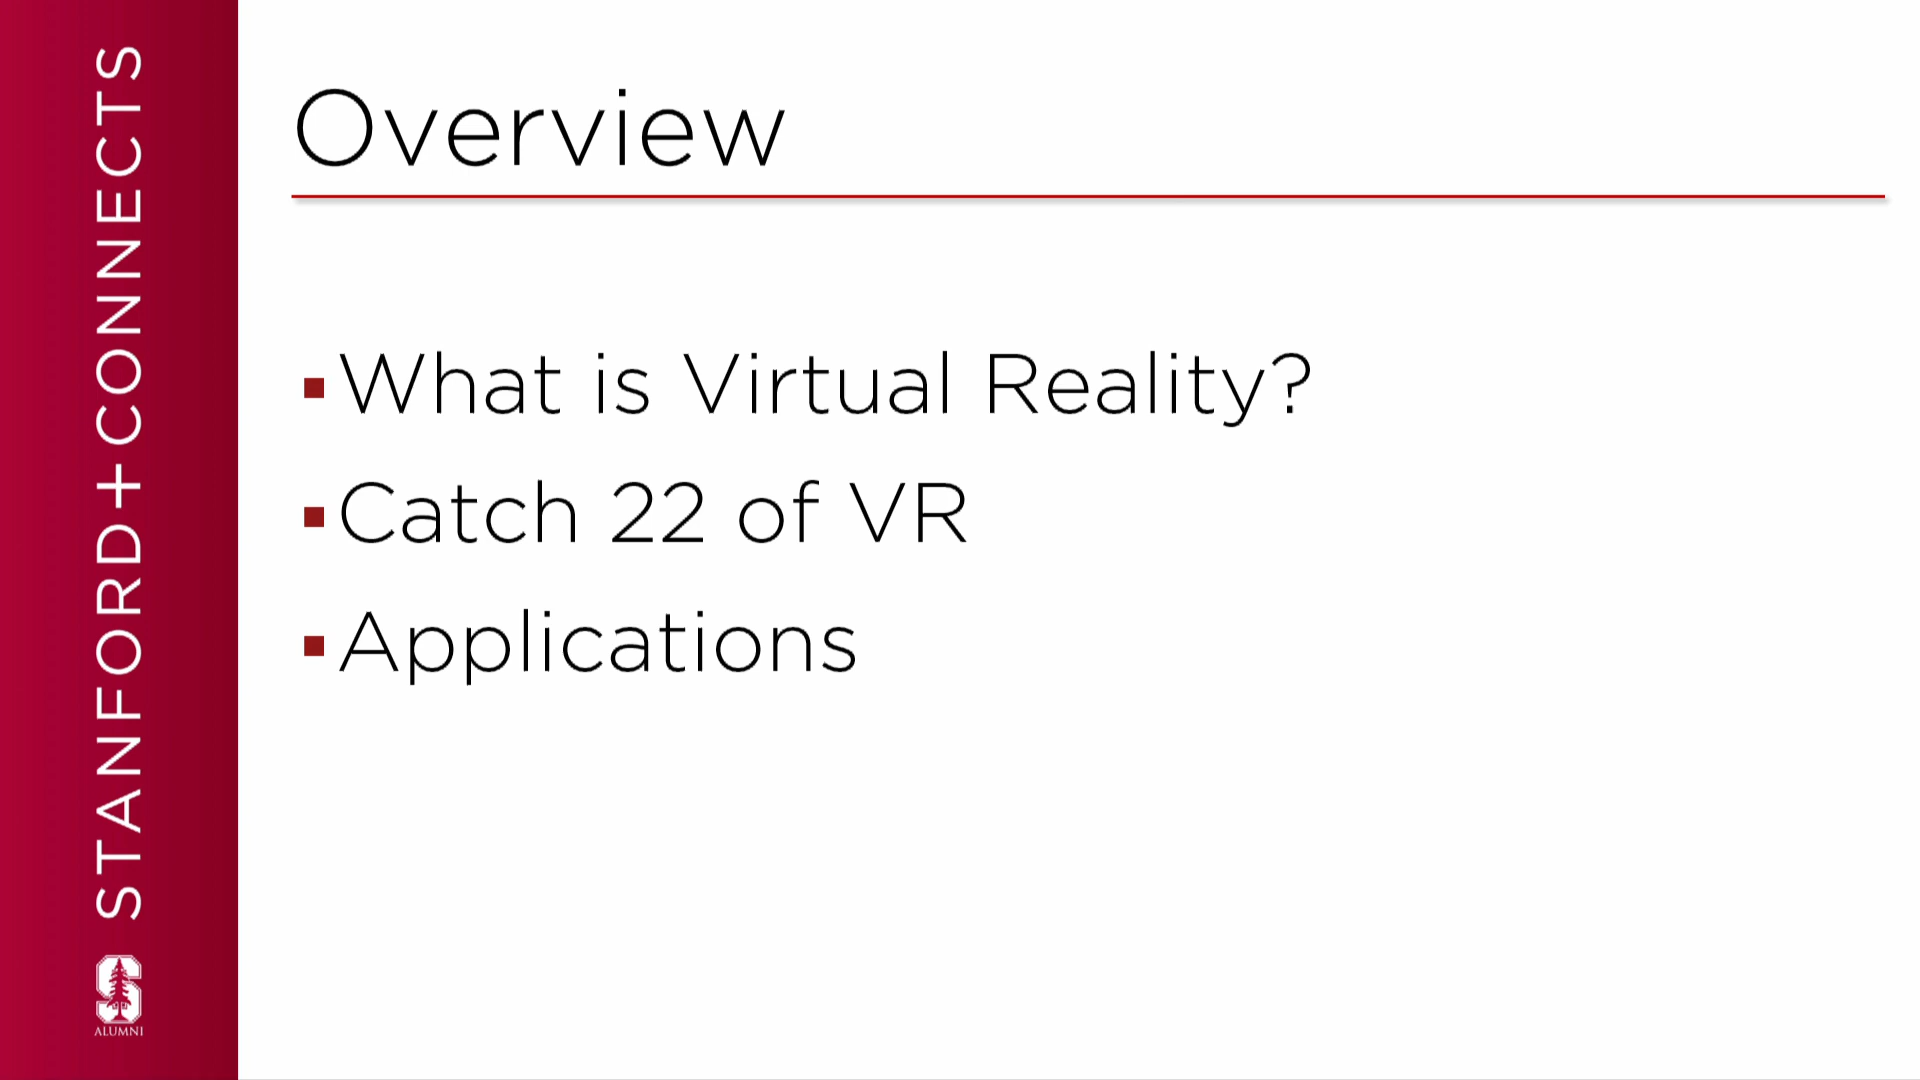 STANFORD+CONNECTS
S
ALUMNI
Overview
▪What is Virtual Reality?
▪Catch 22 of VR
▪Applications